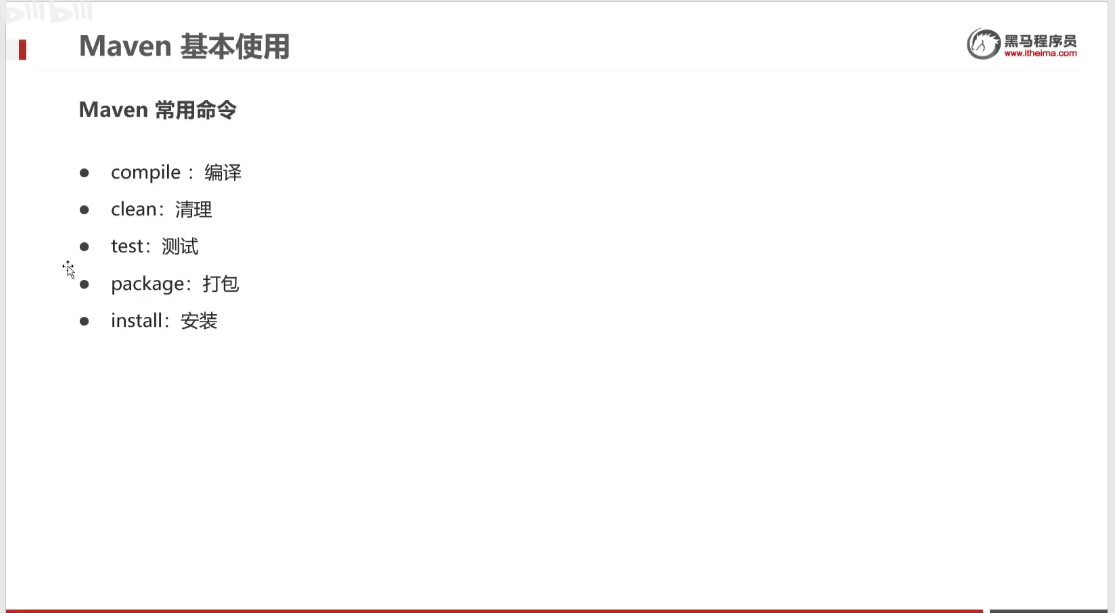 bilibili
Maven 基本使用
黑马程序员
www.itheima.com
Maven 常用命令
● compile ：编译
● clean：清理
● test：测试
● package：打包
● install：安装